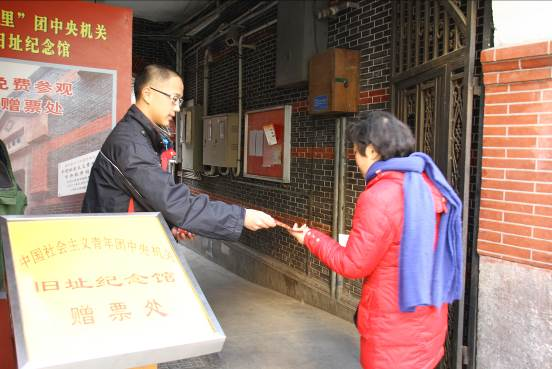 里”团中央机关
旧址纪念馆
免费参观
赠票处
中国社会主义青年团中央机关
旧址纪念馆
赠票处